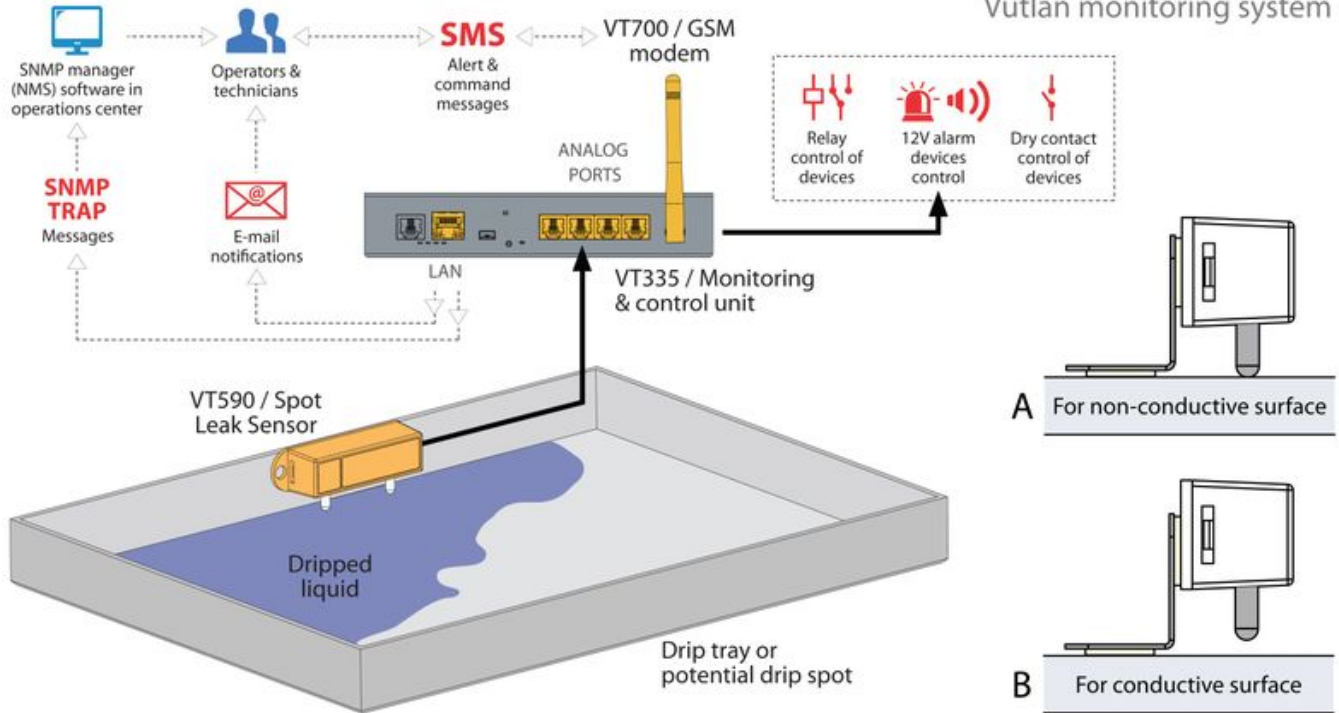 Vutlan monitoring system
SNMP manager
(NMS) software in
operations center
Operators &
technicians
SMS
Alert &
command
messages
VT700 / GSM
modem
Relay
control of
devices
12V alarm
devices
control
Dry contact
control of
devices
SNMP
TRAP
Messages
@
E-mail
notifications
ANALOG
PORTS
LAN
VT335 / Monitoring
& control unit
VT590 / Spot
Leak Sensor
Dripped
liquid
Drip tray or
potential drip spot
A
For non-conductive surface
B
For conductive surface